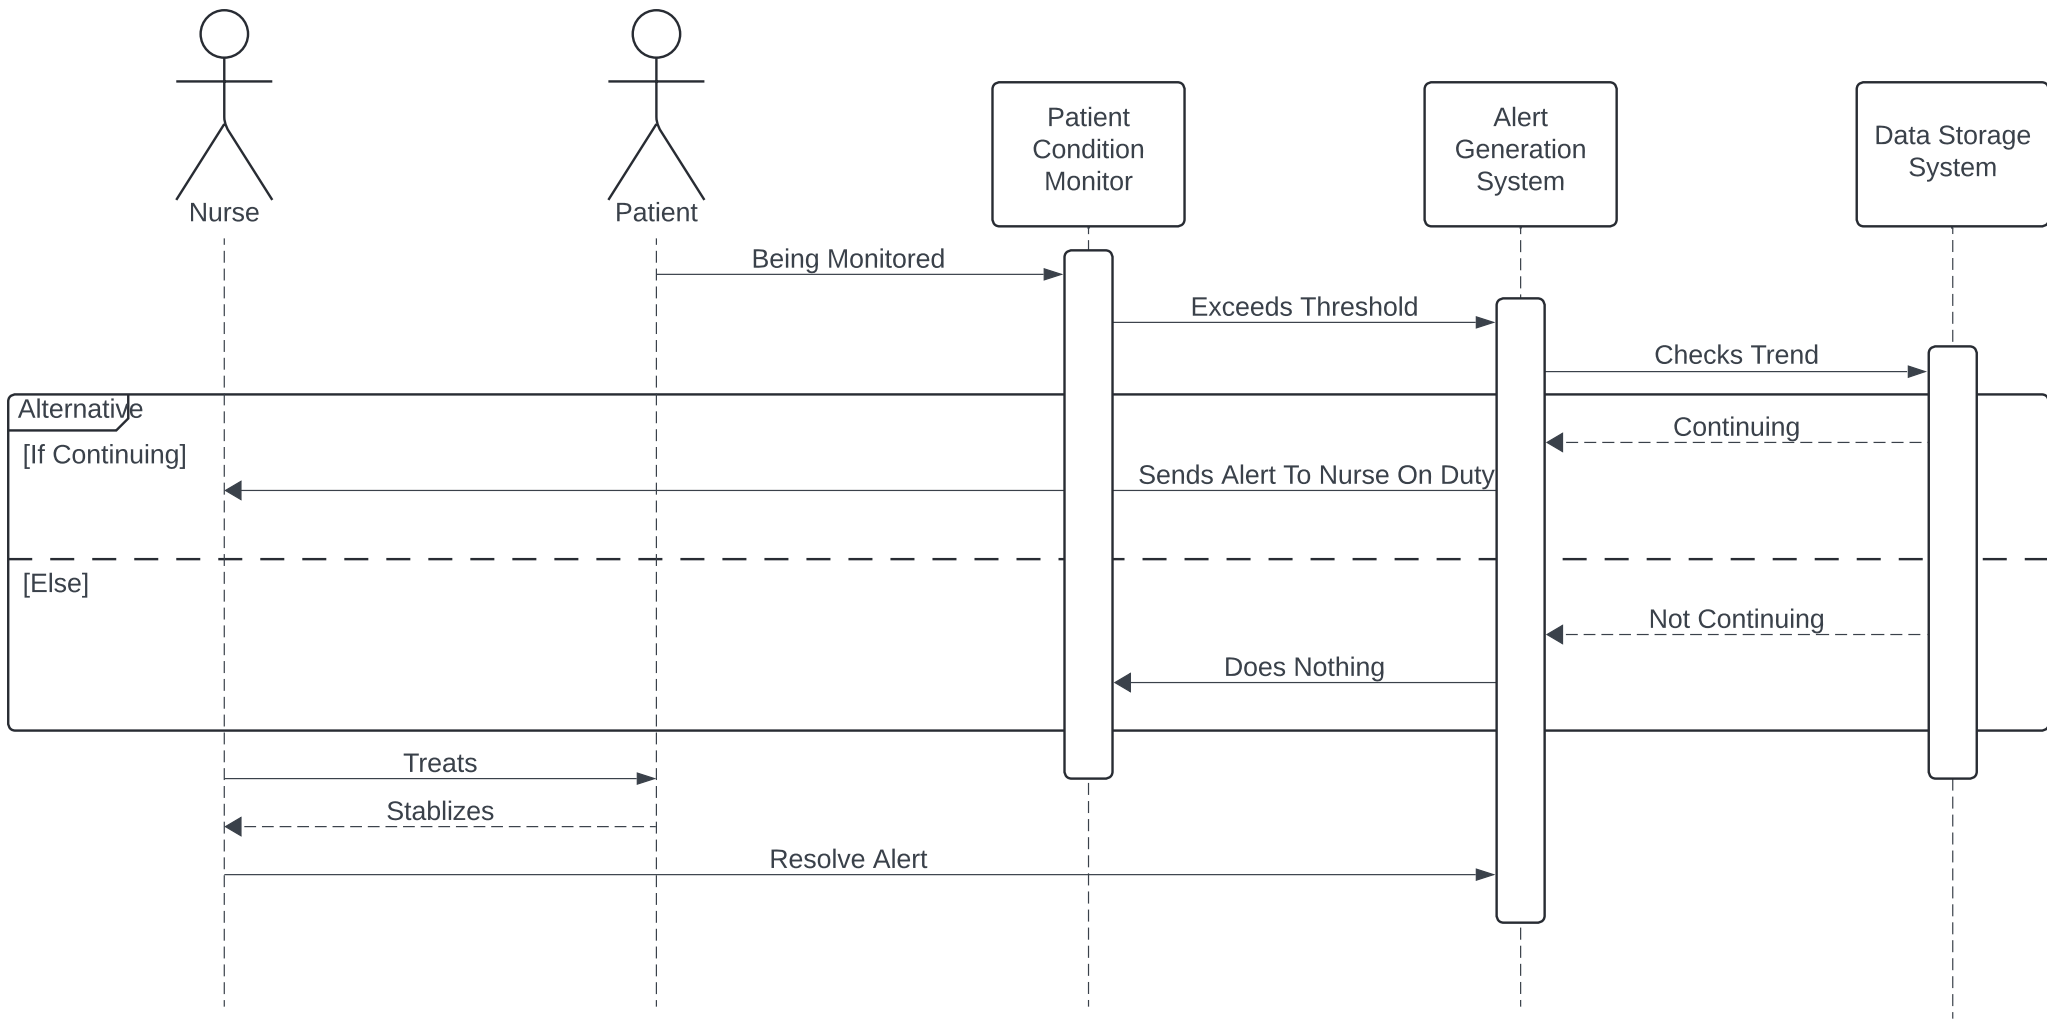 Nurse
Patient
Patient
Condition
Monitor
Alert
Generation
System
Data Storage
System
Being Monitored
Exceeds Threshold
Checks Trend
Alternative
Continuing
[If Continuing]
Sends Alert To Nurse On Duty
[Else]
Not Continuing
Does Nothing
Treats
Stablizes
Resolve Alert